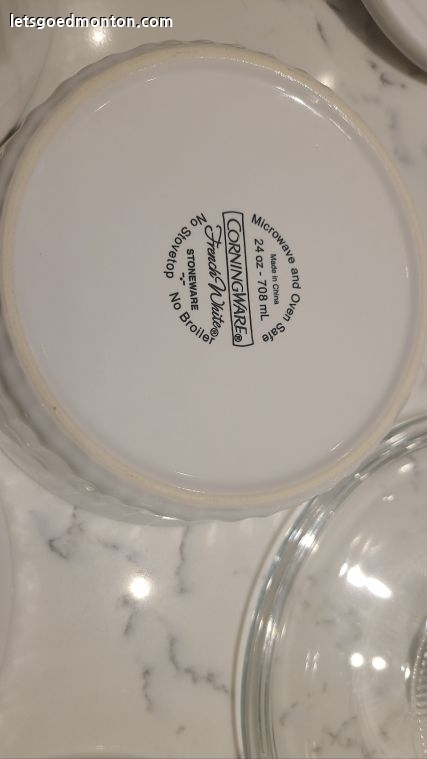 letsgoedmonton.com
Microwave and Oven Safe
Made in China
24 oz - 708 mL
CORNINGWARE®
French White®
STONEWARE
No Stovetop No Broiler